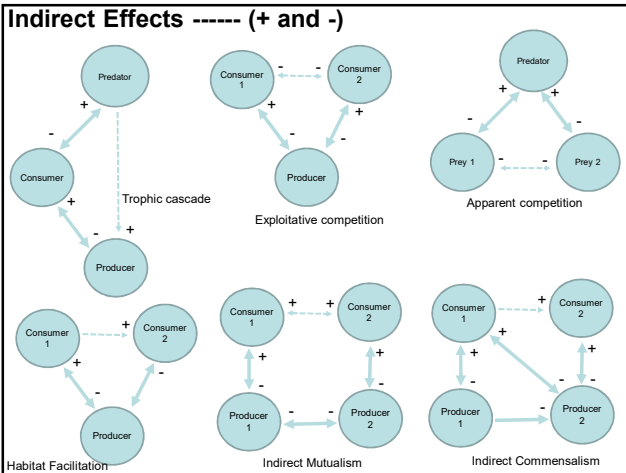 Indirect Effects ------ (+ and -)
Predator
+
-
Consumer
+
-
+
Producer
Trophic cascade
Consumer
1
-
-
Consumer
2
+
+
-
-
Producer
Exploitative competition
Predator
+
+
-
-
Prey 1
-
-
Prey 2
Apparent competition
Consumer
1
+
Consumer
2
+
-
-
Producer
Habitat Facilitation
Consumer
1
+
+
Consumer
2
+
+
-
-
Producer
1
-
-
Producer
2
Indirect Mutualism
Consumer
1
+
Consumer
2
+
+
+
-
-
-
Producer
1
-
Producer
2
Indirect Commensalism